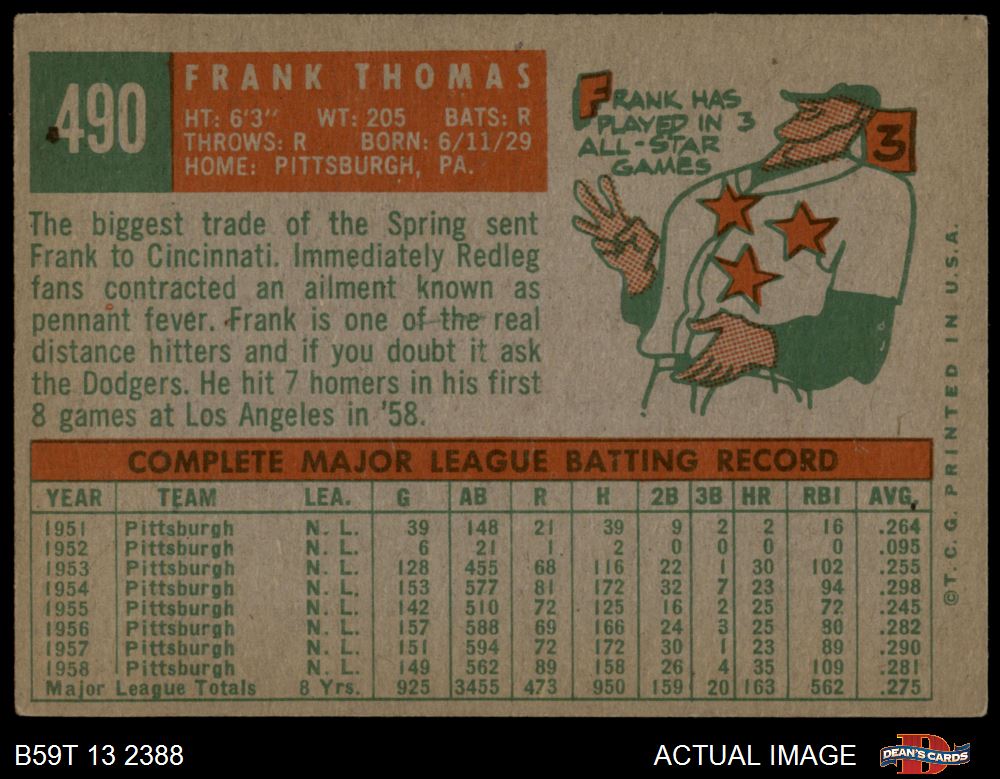 490
FRANK THOMAS
HT: 6'3" WT: 205 BATS: R
THROWS: R BORN: 6/11/29
HOME: PITTSBURGH, PA.
The biggest trade of the Spring sent
Frank to Cincinnati. Immediately Redleg
fans contracted an ailment known as
pennant fever. Frank is one of the real
distance hitters and if you doubt it ask
the Dodgers. He hit 7 homers in his first
8 games at Los Angeles in '58.
FRANK HAS
PLAYED IN 3
ALL-STAR
GAMES
3
COMPLETE MAJOR LEAGUE BATTING RECORD
YEAR TEAM LEA. G AB R H 2B 3B HR RBI AVG.
1951 Pittsburgh N. L. 39 148 21 39 9 2 2 16 .264
1952 Pittsburgh N. L. 6 21 1 2 0 0 0 0 .095
1953 Pittsburgh N. L. 128 455 68 116 22 1 30 102 .255
1954 Pittsburgh N. L. 153 577 81 172 32 7 23 94 .298
1955 Pittsburgh N. L. 142 510 72 125 16 2 25 72 .245
1956 Pittsburgh N. L. 157 588 69 166 24 3 25 80 .282
1957 Pittsburgh N. L. 151 594 72 172 30 1 23 89 .290
1958 Pittsburgh N. L. 149 562 89 158 26 4 35 109 .281
Major League Totals 8 Yrs. 925 3455 473 950 159 20 163 562 .275
©T. C. G. PRINTED IN U.S.A.
B59T 13 2388
ACTUAL IMAGE
D
DEAN'S CARDS